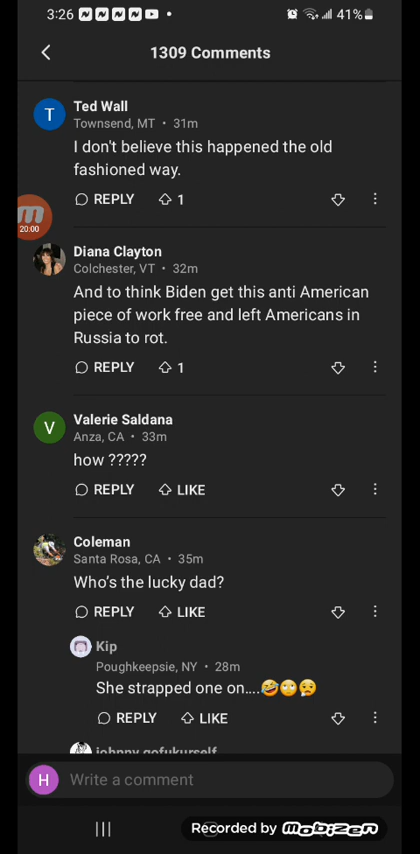 3:26 41%
1309 Comments
T Ted Wall
Townsend, MT • 31m
I don't believe this happened the old
fashioned way.
REPLY 1
20:00
Diana Clayton
Colchester, VT • 32m
And to think Biden get this anti American
piece of work free and left Americans in
Russia to rot.
REPLY 1
V Valerie Saldana
Anza, CA • 33m
how ?????
REPLY LIKE
Coleman
Santa Rosa, CA • 35m
Who's the lucky dad?
REPLY LIKE
Kip
Poughkeepsie, NY • 28m
She strapped one on....🤣🙄😥
REPLY LIKE
johnny gofukurself
H Write a comment
Recorded by mobizen